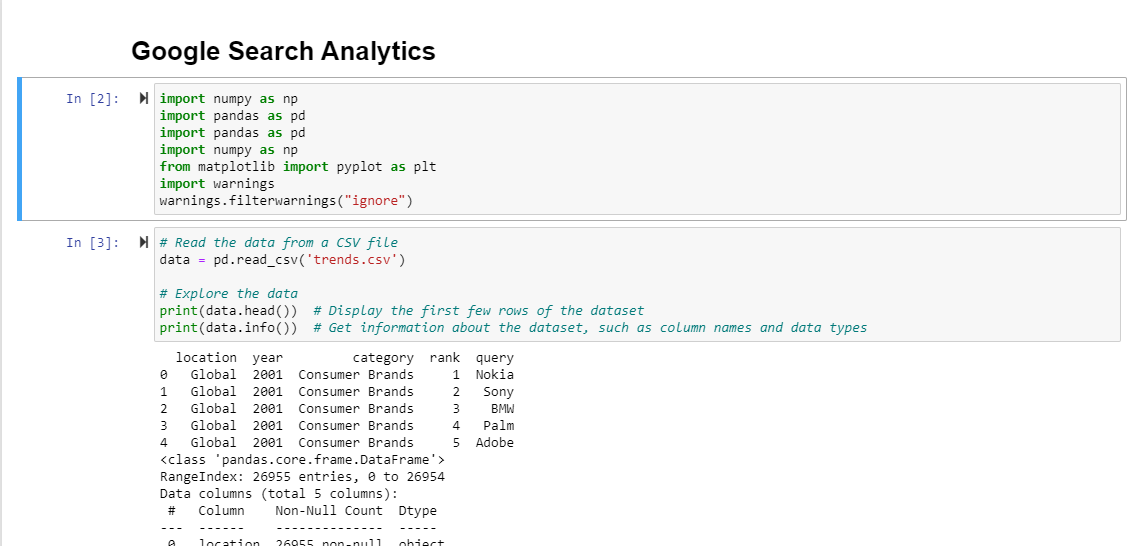 Google Search Analytics
In [2]:
import numpy as np
import pandas as pd
import pandas as pd
import numpy as np
from matplotlib import pyplot as plt
import warnings
warnings.filterwarnings("ignore")
In [3]:
# Read the data from a CSV file
data = pd.read_csv('trends.csv')
# Explore the data
print(data.head())  # Display the first few rows of the dataset
print(data.info())  # Get information about the dataset, such as column names and data types
  location  year         category  rank  query
0   Global  2001  Consumer Brands     1  Nokia
1   Global  2001  Consumer Brands     2   Sony
2   Global  2001  Consumer Brands     3    BMW
3   Global  2001  Consumer Brands     4   Palm
4   Global  2001  Consumer Brands     5  Adobe
<class 'pandas.core.frame.DataFrame'>
RangeIndex: 26955 entries, 0 to 26954
Data columns (total 5 columns):
 #   Column    Non-Null Count  Dtype
---  ------    --------------  -----
 0   location  26955 non-null  object